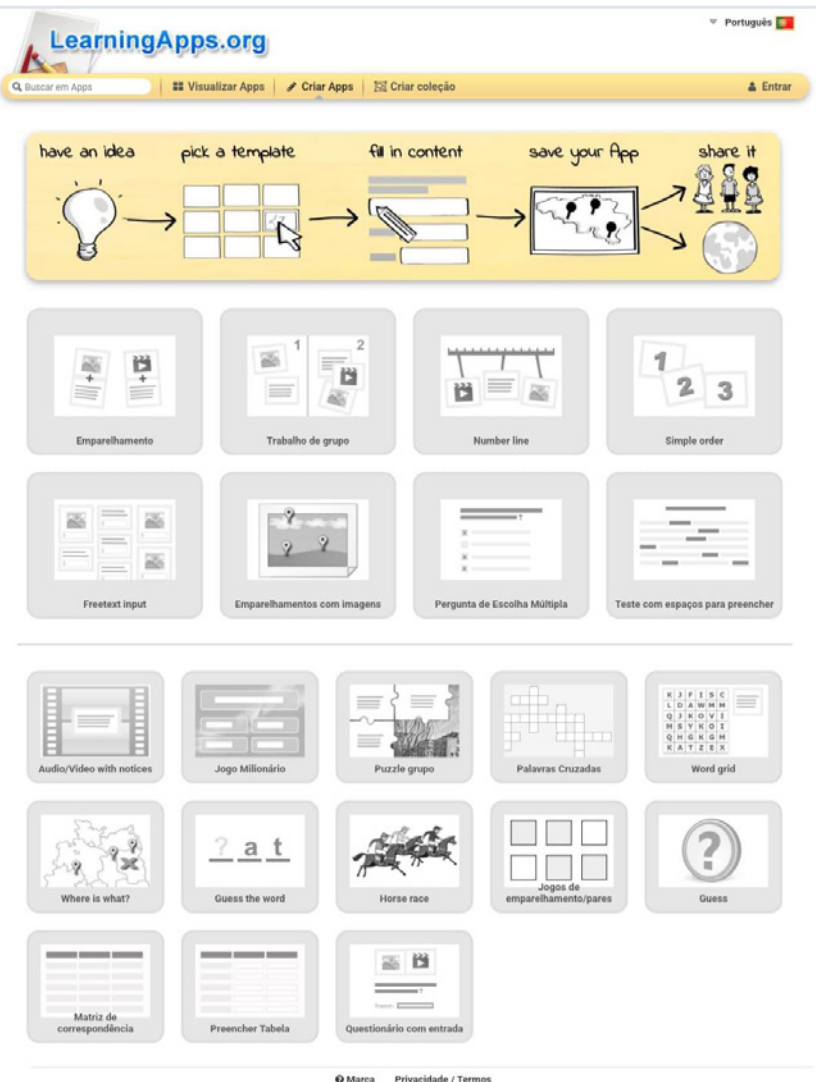 LearningApps.org
Português
Buscar em Apps
Visualizar Apps
Criar Apps
Criar coleção
Entrar
have an idea
pick a template
fill in content
save your App
share it
1
2
1
2
3
Emparelhamento
Trabalho de grupo
Number line
Simple order
?
Freetext input
Emparelhamentos com imagens
Pergunta de Escolha Múltipla
Teste com espaços para preencher
K J F I S C
L D A W M M
Q J K O V I
M S Y K O I
Q H G K G H
K A T Z E X
Audio/Video with notices
Jogo Milionário
Puzzle grupo
Palavras Cruzadas
Word grid
? a t
?
Where is what?
Guess the word
Horse race
Jogos de
emparelhamento/pares
Guess
?
Matriz de
correspondência
Preencher Tabela
Questionário com entrada
Marca
Privacidade / Termos